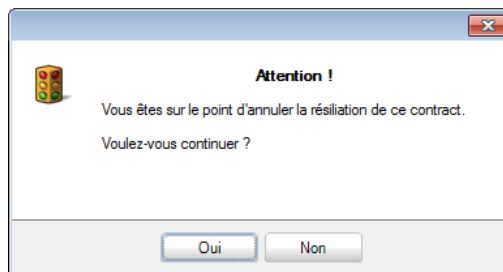 Attention !
Vous êtes sur le point d'annuler la résiliation de ce contract.
Voulez-vous continuer ?
Oui
Non